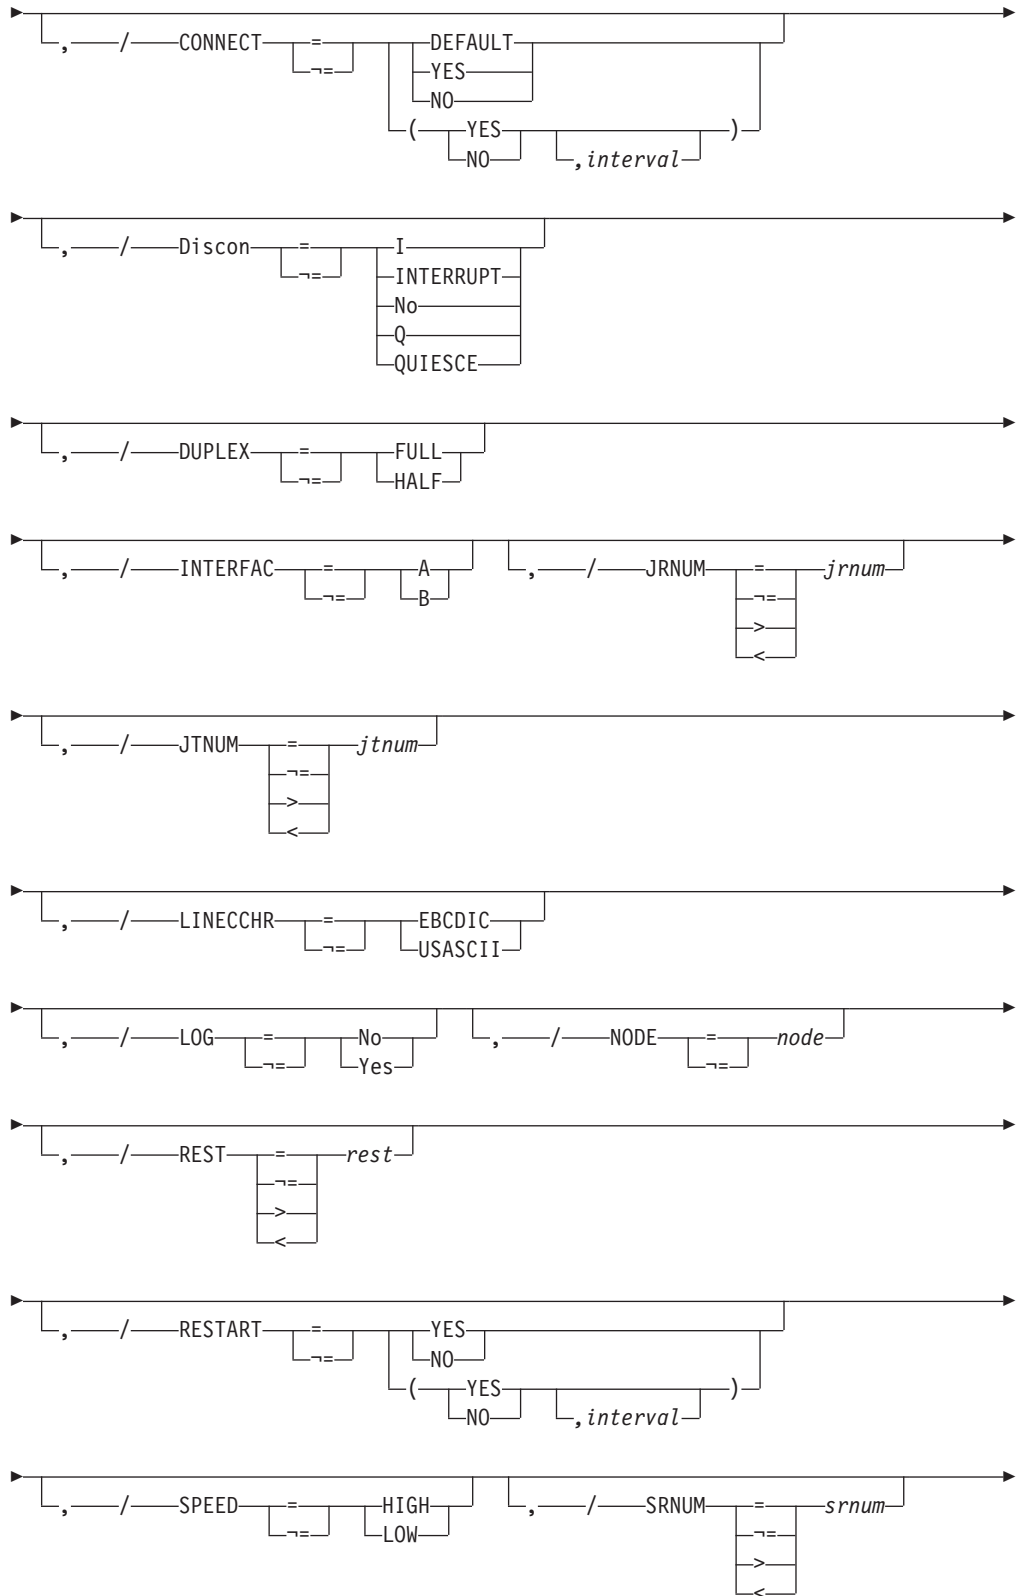 , / CONNECT = DEFAULT
¬= YES
NO
( YES )
NO ,interval
, / Discon = I
¬= INTERRUPT
No
Q
QUIESCE
, / DUPLEX = FULL
¬= HALF
, / INTERFAC = A , / JRNUM = jrnum
¬= B ¬=
>
<
, / JTNUM = jtnum
¬=
>
<
, / LINECCHR = EBCDIC
¬= USASCII
, / LOG = No , / NODE = node
¬= Yes ¬=
, / REST = rest
¬=
>
<
, / RESTART = YES
¬= NO
( YES )
NO ,interval
, / SPEED = HIGH , / SRNUM = srnum
¬= LOW ¬=
>
<